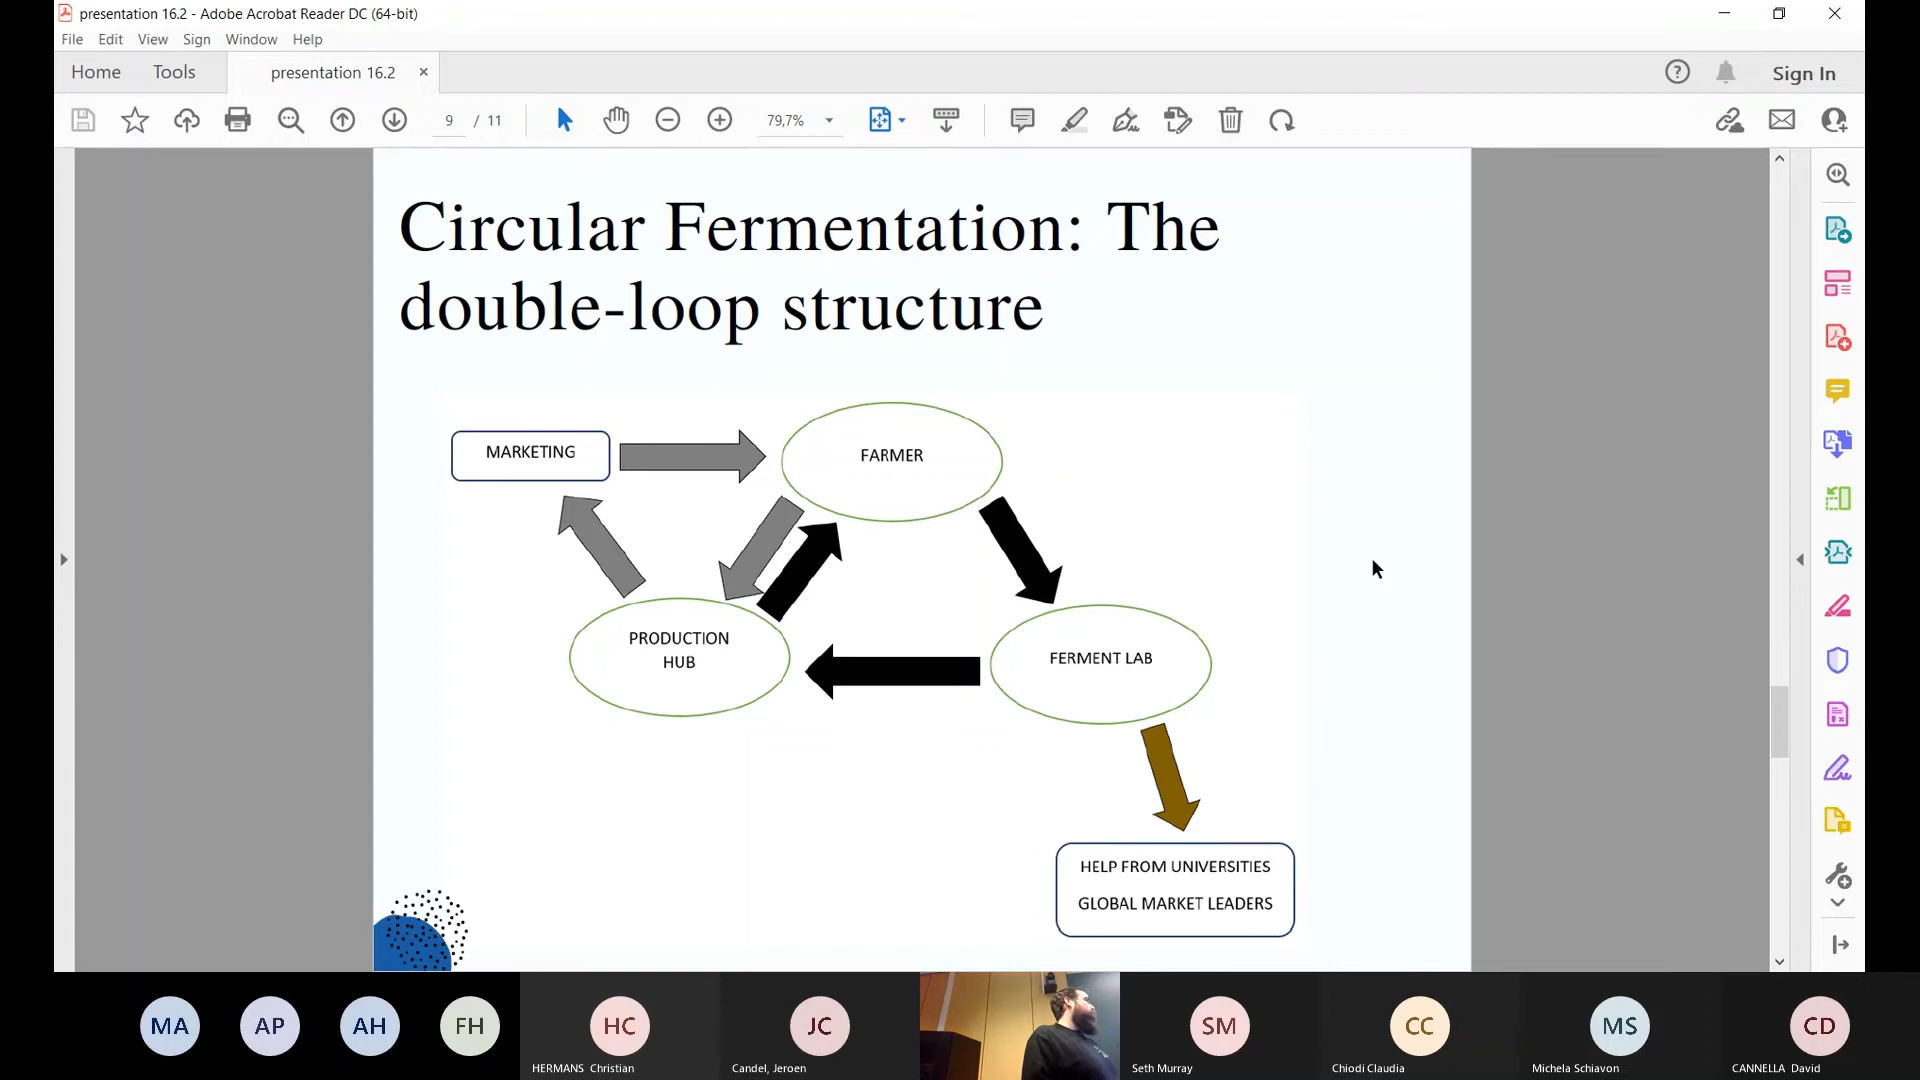 presentation 16.2 - Adobe Acrobat Reader DC (64-bit)
File Edit View Sign Window Help
Home Tools presentation 16.2 × Sign In
9 / 11 79,7%
Circular Fermentation: The
double-loop structure
MARKETING
FARMER
PRODUCTION
HUB
FERMENT LAB
HELP FROM UNIVERSITIES
GLOBAL MARKET LEADERS
MA AP AH FH HC JC SM CC MS CD
HERMANS Christian Candel, Jeroen Seth Murray Chiodi Claudia Michela Schiavon CANNELLA David